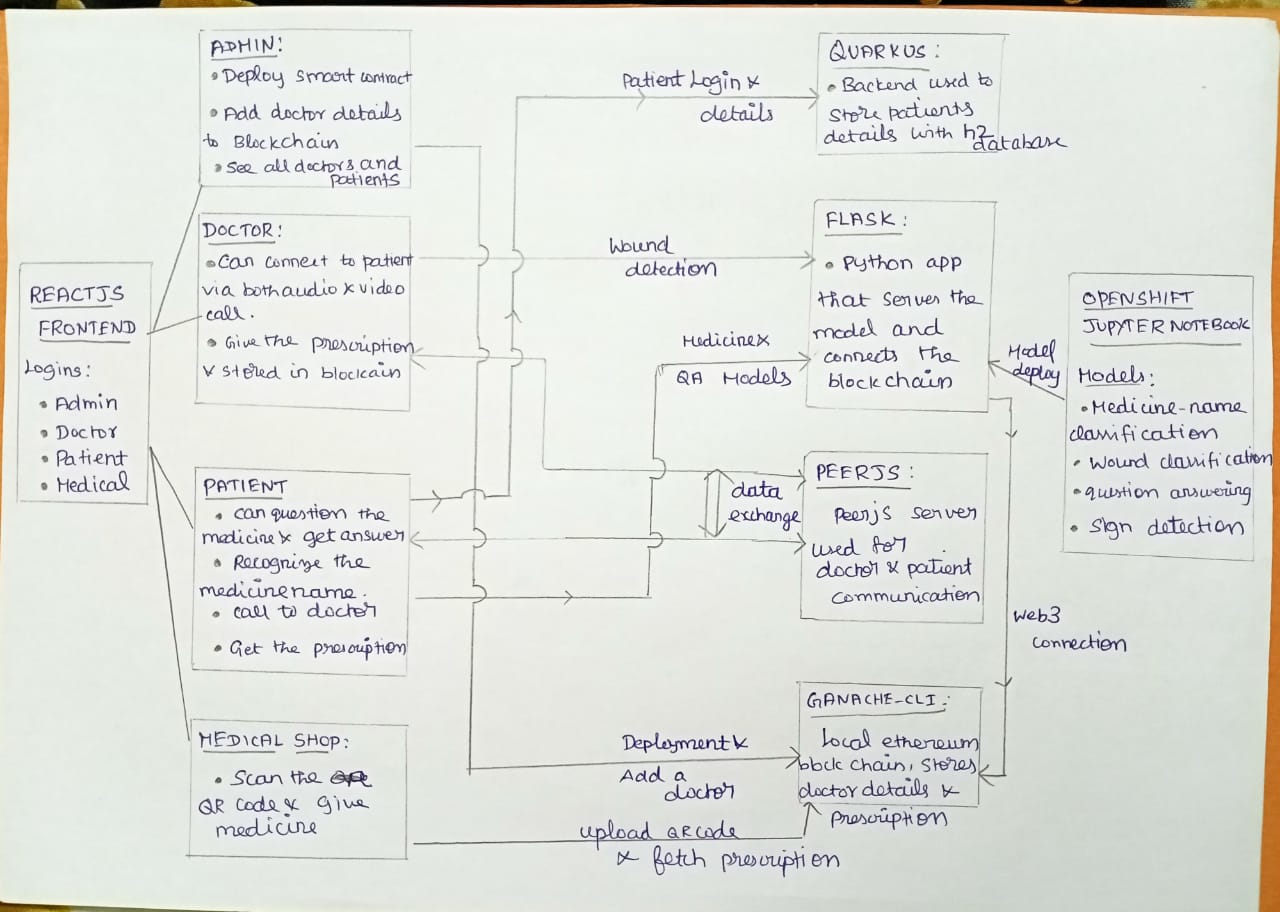 ADMIN:
• Deploy smart contract
• Add doctor details
to Blockchain
• See all doctors and
patients
DOCTOR:
• Can connect to patient
via both audio & video
call.
• Give the prescription
& stored in blockcain
REACTJS
FRONTEND
Logins:
• Admin
• Doctor
• Patient
• Medical
PATIENT
• can question the
medicine & get answer
• Recognize the
medicine name.
• call to doctor
• Get the prescription
MEDICAL SHOP:
• Scan the
QR code & give
medicine
Patient Login &
details
Wound
detection
Medicine &
QA Models
data
exchange
Deployment &
Add a
doctor
upload QR code
& fetch prescription
QUARKUS:
• Backend used to
store patients
details with h2
database
FLASK:
• Python app
that server the
model and
connects the
blockchain
PEERJS:
Peerjs server
used for
doctor & patient
communication
GANACHE-CLI:
Local ethereum
block chain, stores
doctor details &
prescription
Model
deploy
web3
connection
OPENSHIFT
JUPYTER NOTEBOOK
Models:
• Medicine-name
classification
• Wound classification
• question answering
• Sign detection